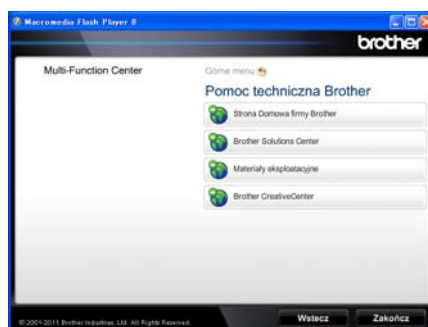 Macromedia Flash Player 8
brother
Multi-Function Center
Górne menu
Pomoc techniczna Brother
Strona Domowa firmy Brother
Brother Solutions Center
Materiały eksploatacyjne
Brother CreativeCenter
© 2001-2011 Brother Industries, Ltd. All Rights Reserved.
Wstecz Zakończ